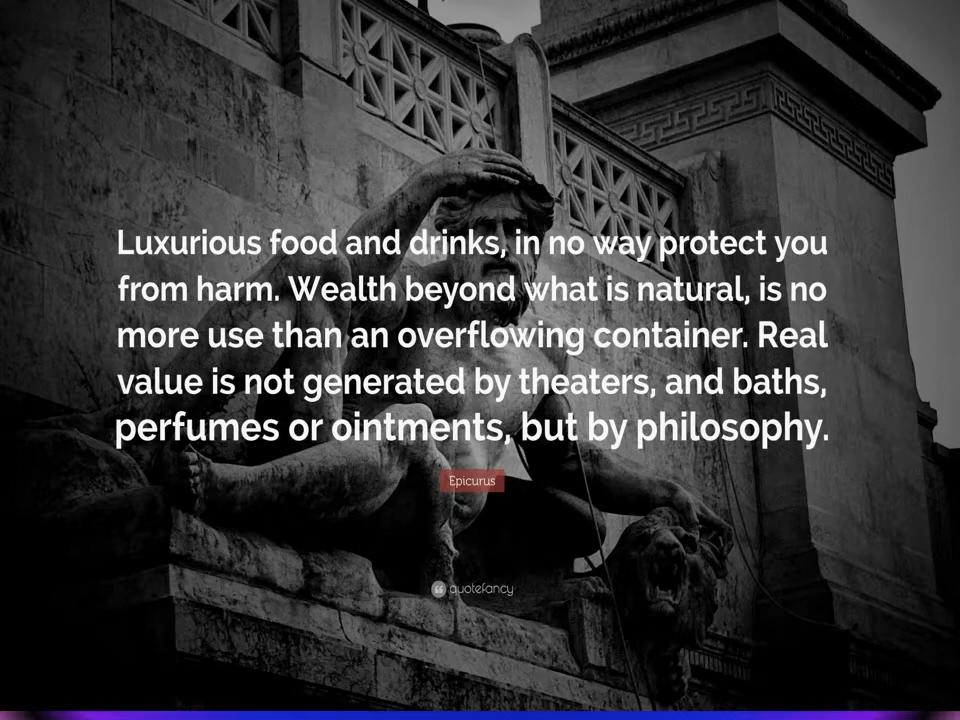 Luxurious food and drinks, in no way protect you
from harm. Wealth beyond what is natural, is no
more use than an overflowing container. Real
value is not generated by theaters, and baths,
perfumes or ointments, but by philosophy.
Epicurus
quotefancy